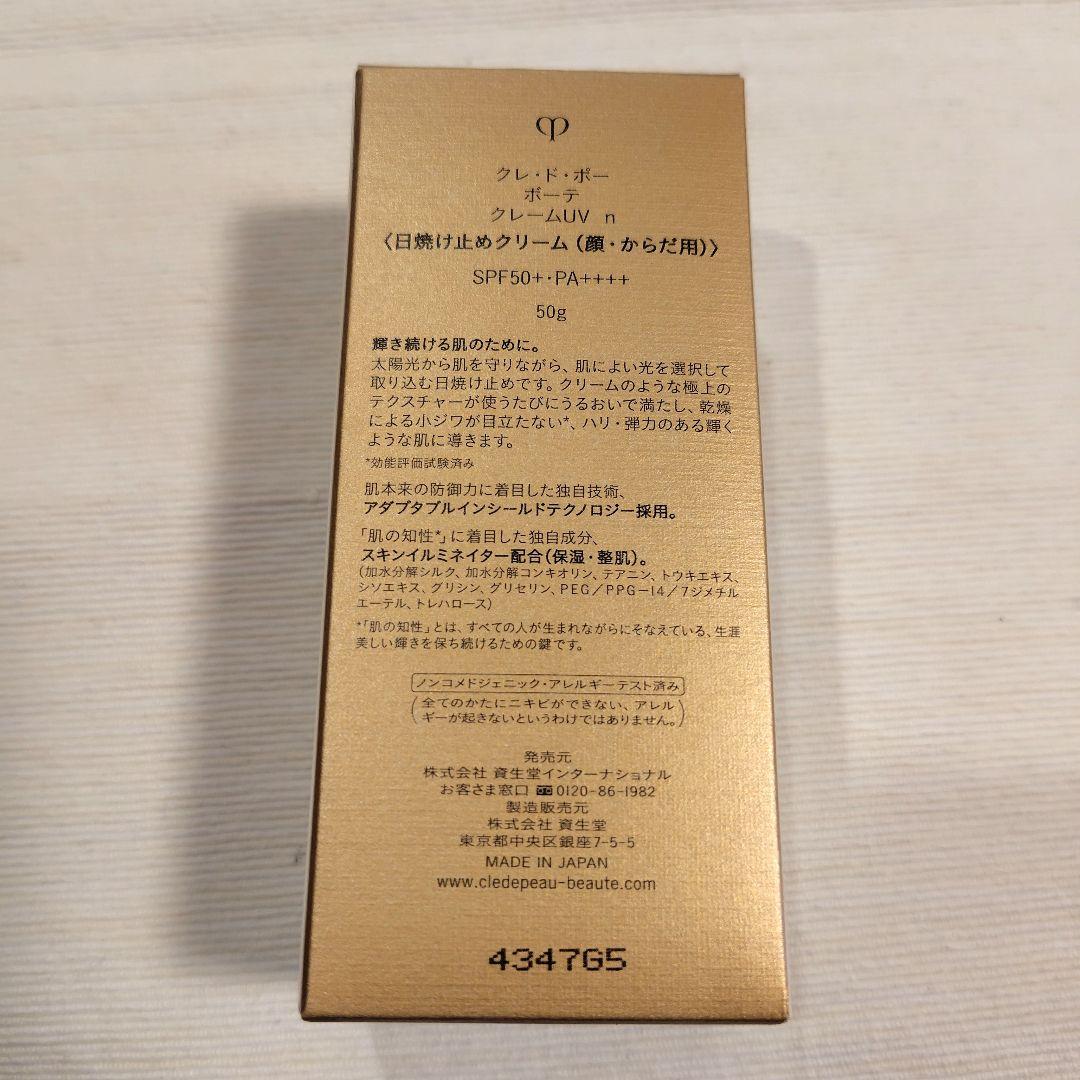 クレ・ド・ポー
ボーテ
クレームUV n
〈日焼け止めクリーム（顔・からだ用）〉
SPF50+・PA++++
50g
輝き続ける肌のために。
太陽光から肌を守りながら、肌によい光を選択して
取り込む日焼け止めです。クリームのような極上の
テクスチャーが使うたびにうるおいで満たし、乾燥
による小ジワが目立たない*、ハリ・弾力のある輝く
ような肌に導きます。
*効能評価試験済み
肌本来の防御力に着目した独自技術、
アダプタブルインシールドテクノロジー採用。
「肌の知性*」に着目した独自成分、
スキンイルミネイター配合（保湿・整肌）。
（加水分解シルク、加水分解コンキオリン、テアニン、トウキエキス、
シソエキス、グリシン、グリセリン、PEG／PPG－14／7ジメチル
エーテル、トレハロース）
*「肌の知性」とは、すべての人が生まれながらにそなえている、生涯
美しい輝きを保ち続けるための鍵です。
ノンコメドジェニック・アレルギーテスト済み
（全てのかたにニキビができない、アレル
ギーが起きないというわけではありません。）
発売元
株式会社 資生堂インターナショナル
お客さま窓口 0120-86-1982
製造販売元
株式会社 資生堂
東京都中央区銀座7-5-5
MADE IN JAPAN
www.cledepeau-beaute.com
4347G5